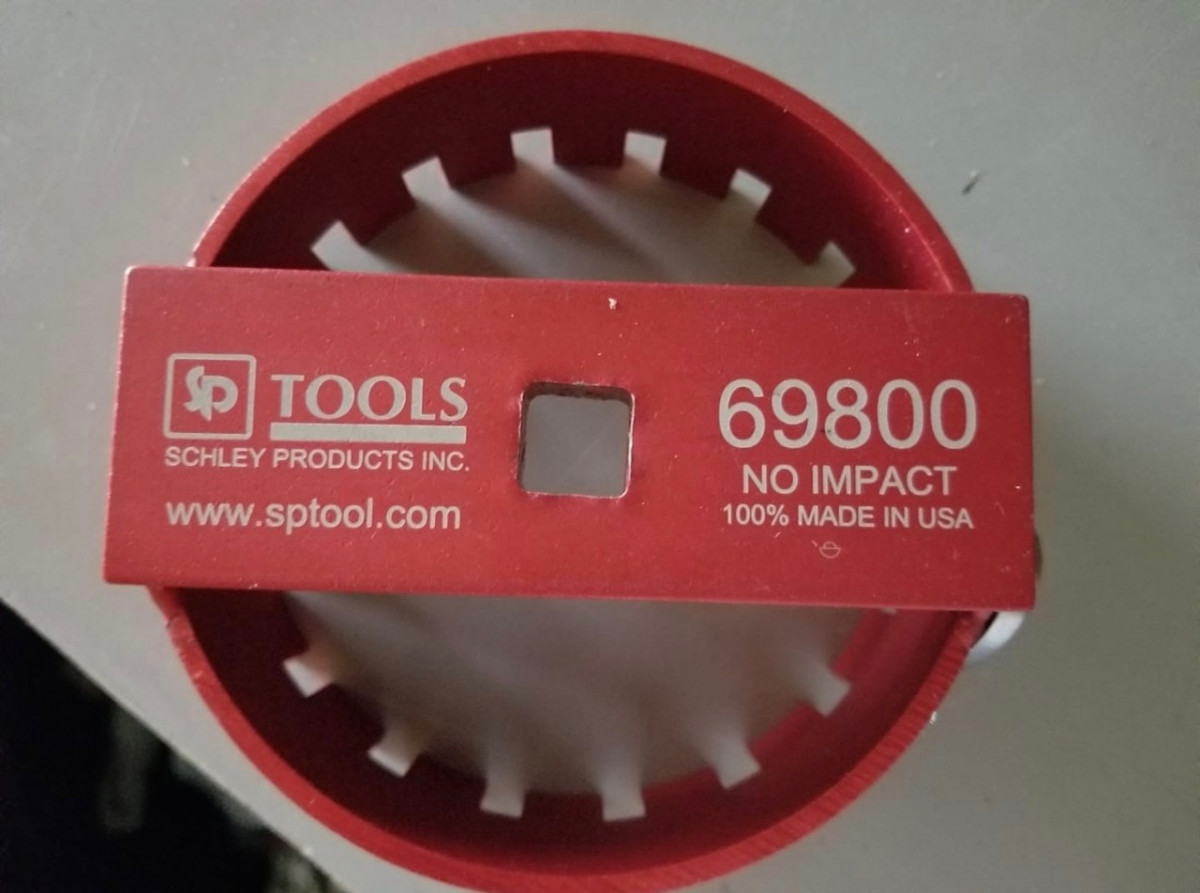 SP TOOLS
SCHLEY PRODUCTS INC.
www.sptool.com
69800
NO IMPACT
100% MADE IN USA